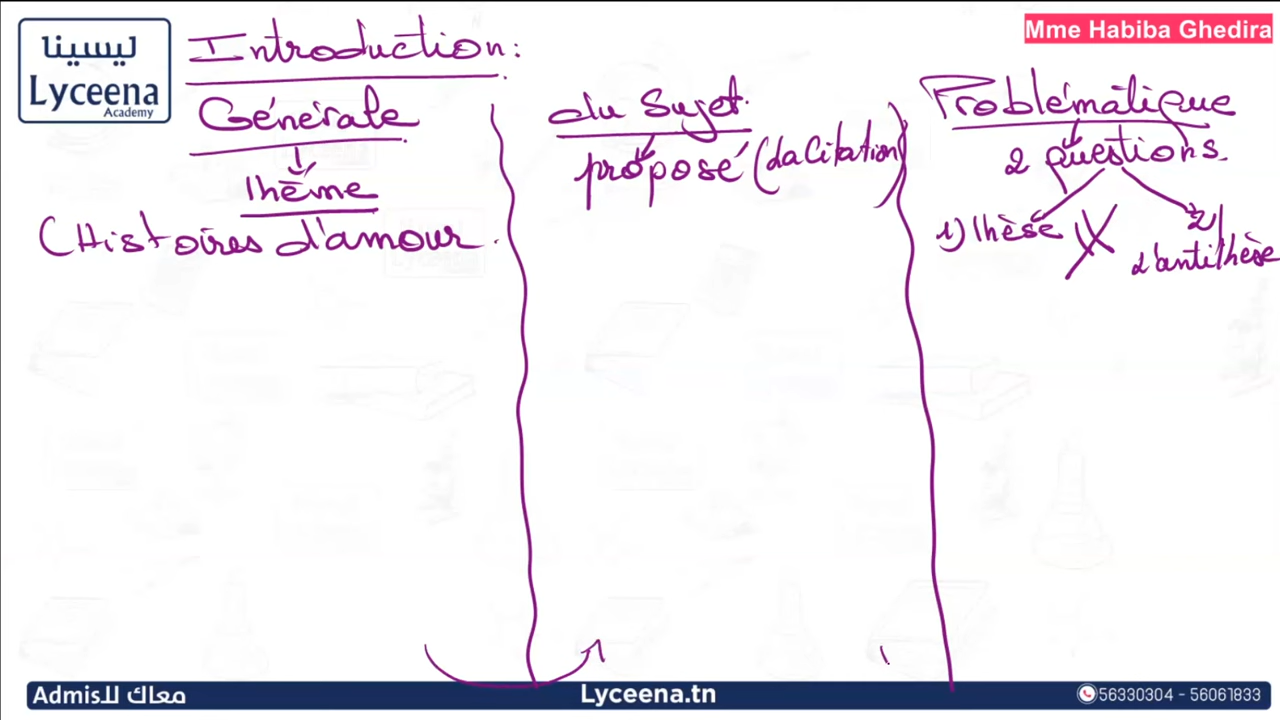 ليسينا
Lyceena
Academy
Mme Habiba Ghedira
Introduction:
Générale
Thème
(Histoires d'amour.
du Sujet.
proposé (la Citation)
Problématique
2 questions.
1) Thèse
2/
L'antithèse
معاك للـAdmis
Lyceena.tn
56330304 - 56061833